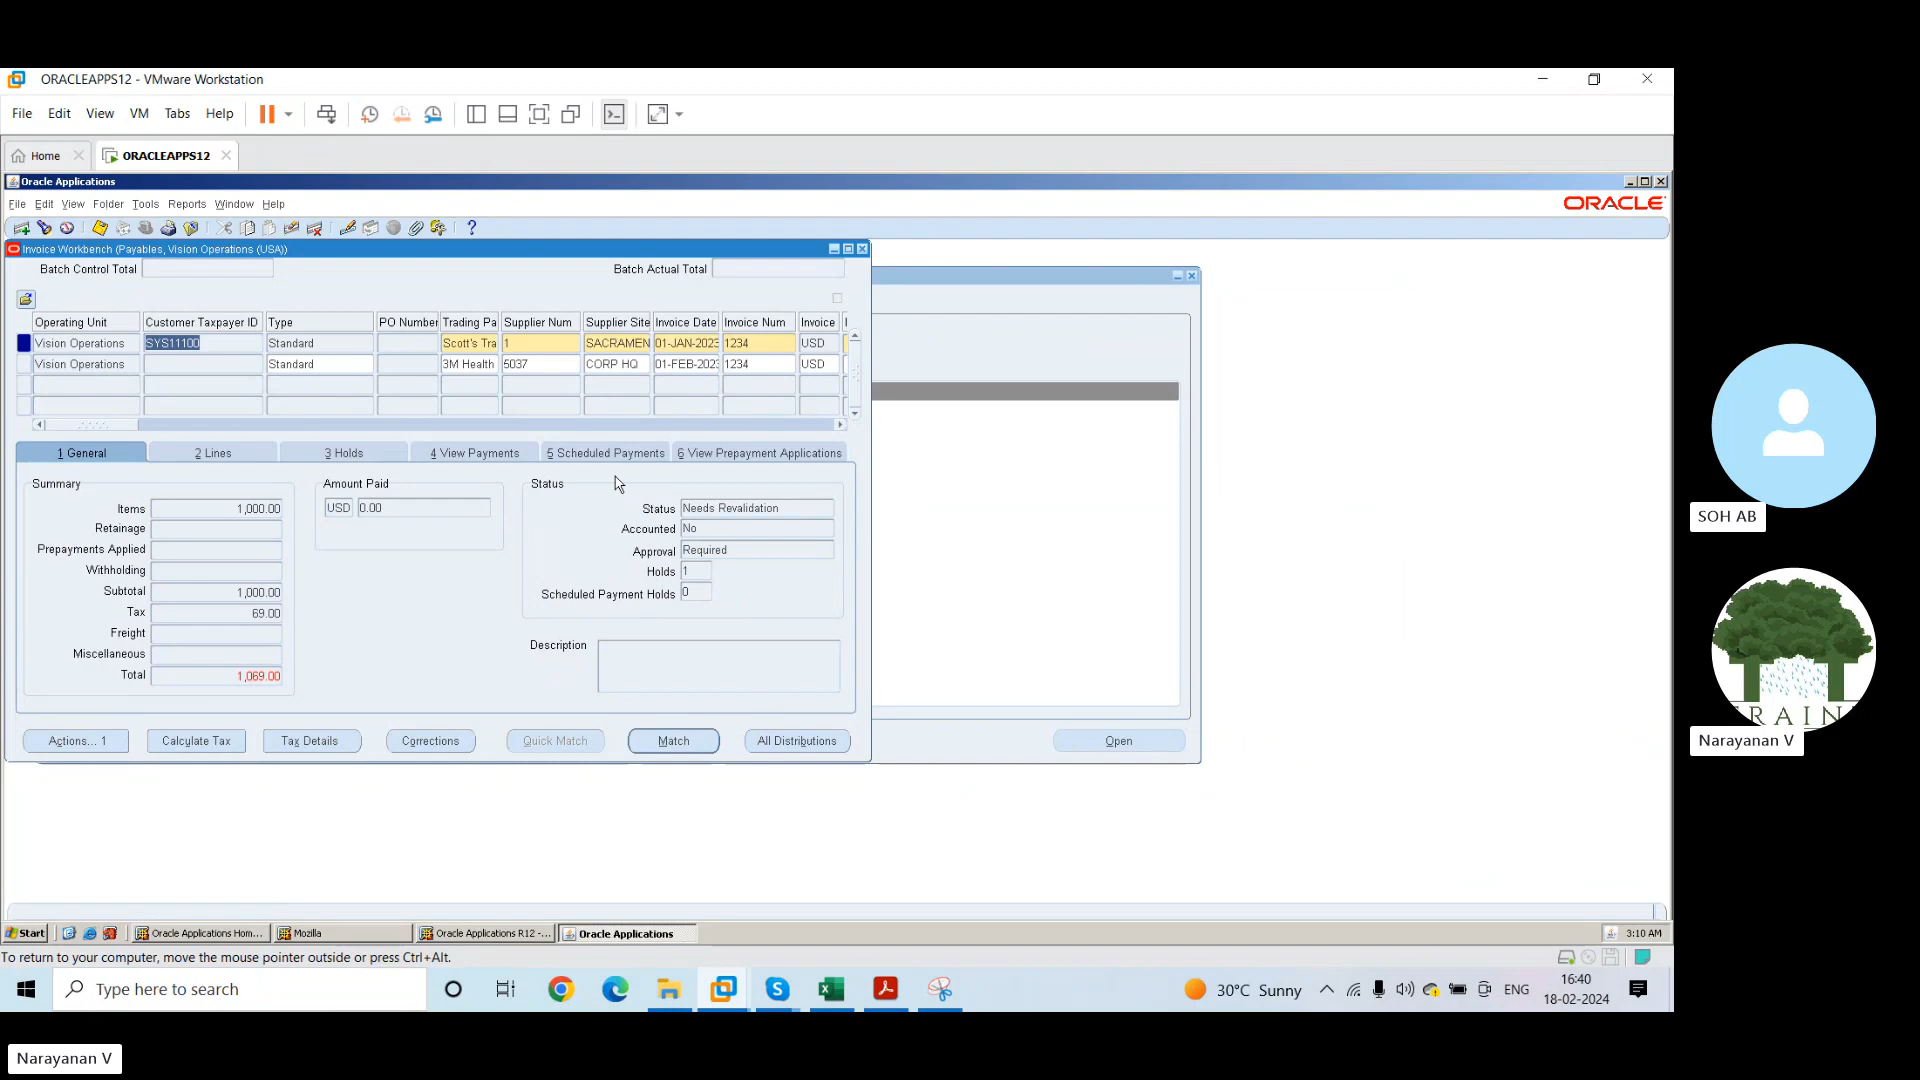 ORACLEAPPS12 - VMware Workstation
File Edit View VM Tabs Help
Home ORACLEAPPS12
Oracle Applications
File Edit View Folder Tools Reports Window Help
ORACLE
Invoice Workbench (Payables, Vision Operations (USA))
Batch Control Total Batch Actual Total
Operating Unit Customer Taxpayer ID Type PO Number Trading Pa Supplier Num Supplier Site Invoice Date Invoice Num Invoice
Vision Operations SYS11100 Standard Scott's Tra 1 SACRAMEN 01-JAN-2023 1234 USD
Vision Operations Standard 3M Health 5037 CORP HQ 01-FEB-2023 1234 USD
1 General 2 Lines 3 Holds 4 View Payments 5 Scheduled Payments 6 View Prepayment Applications
Summary Amount Paid Status
Items 1,000.00 USD 0.00 Status Needs Revalidation
Retainage Accounted No
Prepayments Applied Approval Required
Withholding Holds 1
Subtotal 1,000.00 Scheduled Payment Holds 0
Tax 69.00
Freight
Description
Miscellaneous
Total 1,069.00
Actions... 1 Calculate Tax Tax Details Corrections Quick Match Match All Distributions Open
Start Oracle Applications Hom... Mozilla Oracle Applications R12 -... Oracle Applications 3:10 AM
To return to your computer, move the mouse pointer outside or press Ctrl+Alt.
Type here to search 30°C Sunny ENG 16:40
18-02-2024
SOH AB
RAIN
Narayanan V
Narayanan V